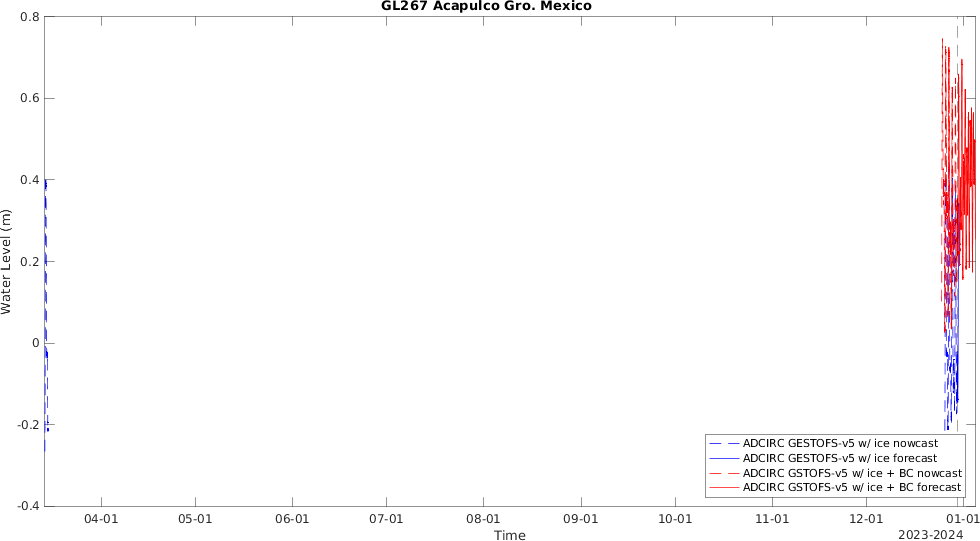 GL267 Acapulco Gro. Mexico
0.8
0.6
0.4
0.2
0
-0.2
-0.4
Water Level (m)
04-01 05-01 06-01 07-01 08-01 09-01 10-01 11-01 12-01 01-01
Time
2023-2024
ADCIRC GESTOFS-v5 w/ ice nowcast
ADCIRC GESTOFS-v5 w/ ice forecast
ADCIRC GSTOFS-v5 w/ ice + BC nowcast
ADCIRC GSTOFS-v5 w/ ice + BC forecast